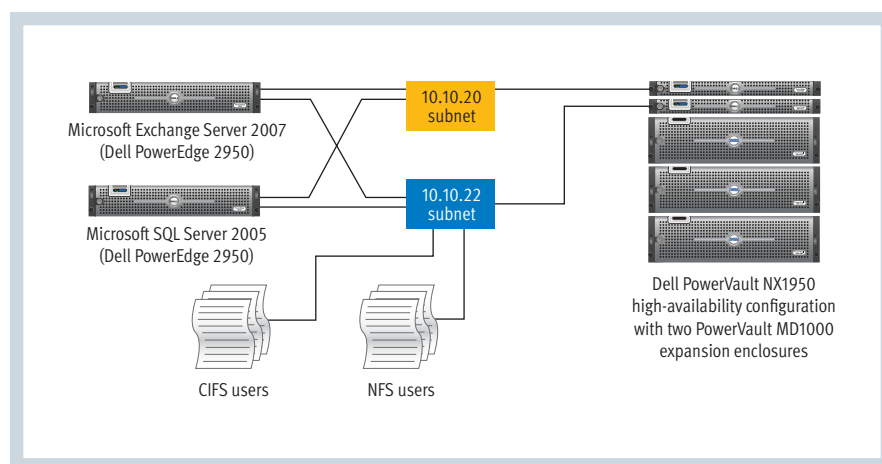 10.10.20
subnet
Microsoft Exchange Server 2007
(Dell PowerEdge 2950)
10.10.22
subnet
Microsoft SQL Server 2005
(Dell PowerEdge 2950)
Dell PowerVault NX1950
high-availability configuration
with two PowerVault MD1000
expansion enclosures
CIFS users
NFS users